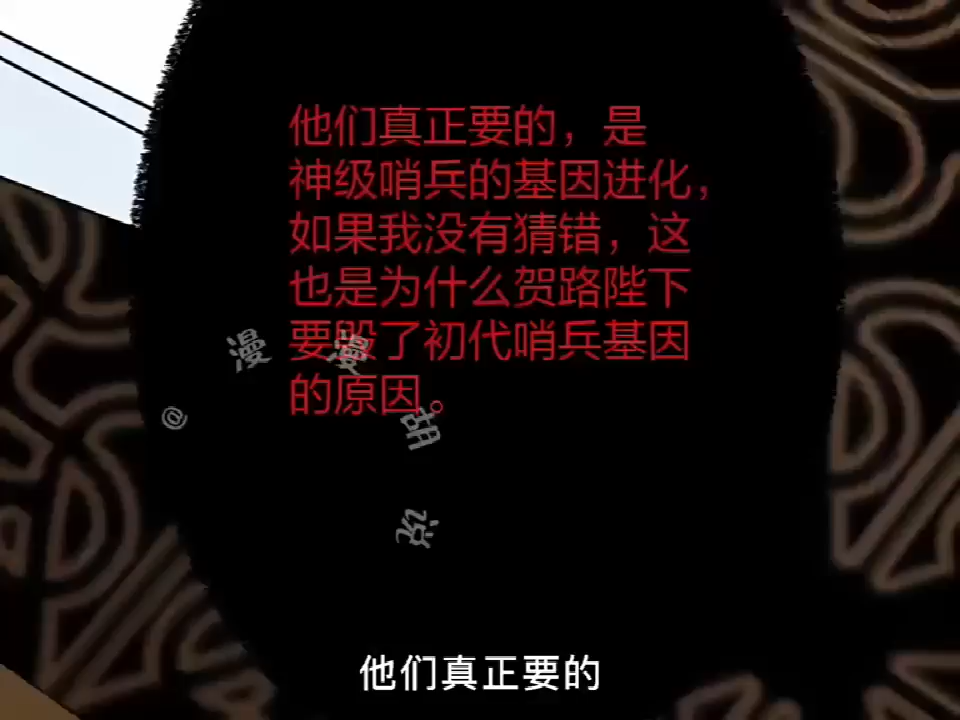 他们真正要的，是
神级哨兵的基因进化，
如果我没有猜错，这
也是为什么贺路陛下
要毁了初代哨兵基因
的原因。
@漫漫胡说
他们真正要的